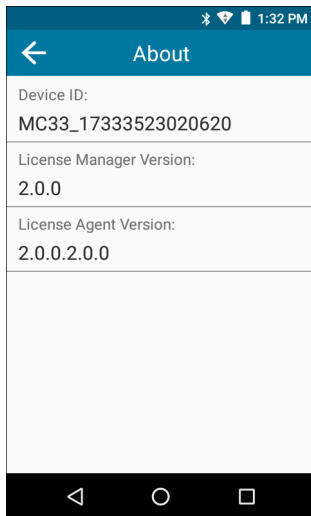 1:32 PM
About
Device ID:
MC33_17333523020620
License Manager Version:
2.0.0
License Agent Version:
2.0.0.2.0.0